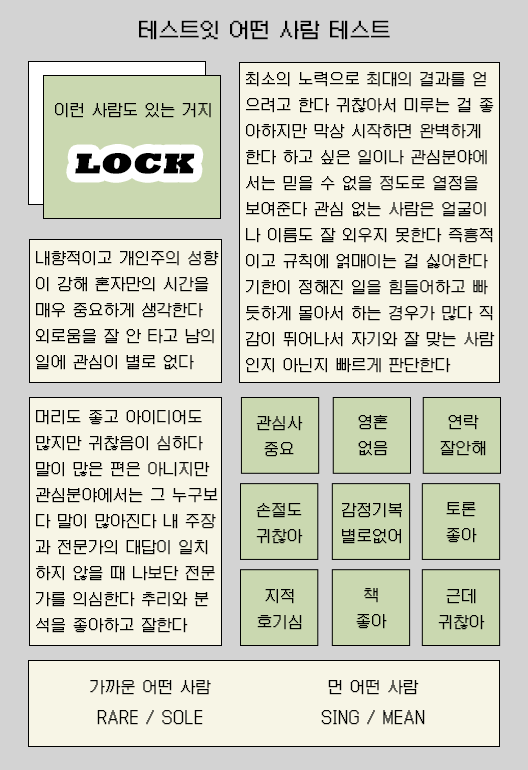 테스트잇 어떤 사람 테스트
이런 사람도 있는 거지
LOCK
내향적이고 개인주의 성향
이 강해 혼자만의 시간을
매우 중요하게 생각한다
외로움을 잘 안 타고 남의
일에 관심이 별로 없다
최소의 노력으로 최대의 결과를 얻
으려고 한다 귀찮아서 미루는 걸 좋
아하지만 막상 시작하면 완벽하게
한다 하고 싶은 일이나 관심분야에
서는 믿을 수 없을 정도로 열정을
보여준다 관심 없는 사람은 얼굴이
나 이름도 잘 외우지 못한다 즉흥적
이고 규칙에 얽매이는 걸 싫어한다
기한이 정해진 일을 힘들어하고 빠
듯하게 몰아서 하는 경우가 많다 직
감이 뛰어나서 자기와 잘 맞는 사람
인지 아닌지 빠르게 판단한다
머리도 좋고 아이디어도
많지만 귀찮음이 심하다
말이 많은 편은 아니지만
관심분야에서는 그 누구보
다 말이 많아진다 내 주장
과 전문가의 대답이 일치
하지 않을 때 나보단 전문
가를 의심한다 추리와 분
석을 좋아하고 잘한다
관심사
중요
영혼
없음
연락
잘안해
손절도
귀찮아
감정기복
별로없어
토론
좋아
지적
호기심
책
좋아
근데
귀찮아
가까운 어떤 사람
RARE / SOLE
먼 어떤 사람
SING / MEAN